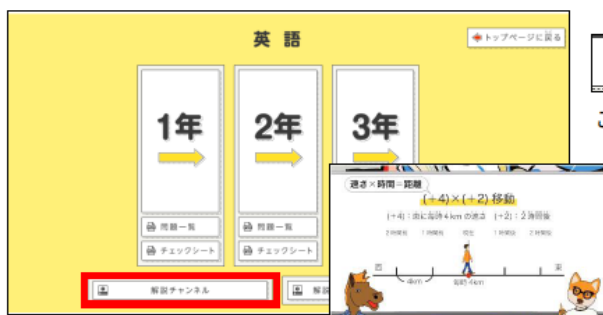 英語
トップページに戻る
1年
2年
3年
問題一覧
問題一覧
チェックシート
チェックシート
解説チャンネル
解説
速さ×時間=距離
(+4)×(+2) 移動
(+4):東に毎時4kmの速さ (+2):2時間後
2時間前 1時間前 現在 1時間後 2時間後
西
東
4km
毎時4km